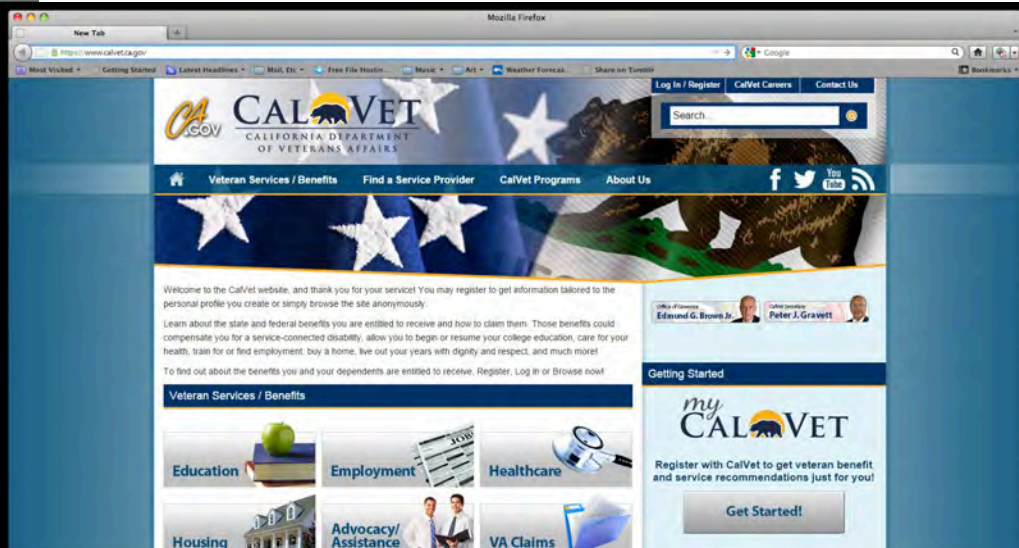 Mozilla Firefox
New Tab
https://www.calvet.ca.gov
Google
Most Visited
Getting Started
Latest Headlines
Mail, Etc
Free File Hostin...
Music
Art
Weather Forecas...
Share on Tumblr
Bookmarks
Log In / Register
CalVet Careers
Contact Us
Search...
CA
.GOV
CALVET
CALIFORNIA DEPARTMENT
OF VETERANS AFFAIRS
Veteran Services / Benefits
Find a Service Provider
CalVet Programs
About Us
f
You
Tube
Welcome to the CalVet website, and thank you for your service! You may register to get information tailored to the
personal profile you create or simply browse the site anonymously.
Learn about the state and federal benefits you are entitled to receive and how to claim them. Those benefits could
compensate you for a service-connected disability, allow you to begin or resume your college education, care for your
health, train for or find employment, buy a home, live out your years with dignity and respect, and much more!
To find out about the benefits you and your dependents are entitled to receive, Register, Log In or Browse now!
Office of Governor
Edmund G. Brown Jr.
CalVet Secretary
Peter J. Gravett
Veteran Services / Benefits
Education
Employment
JOBS
Healthcare
Housing
Advocacy/
Assistance
VA Claims
Getting Started
my
CALVET
Register with CalVet to get veteran benefit
and service recommendations just for you!
Get Started!